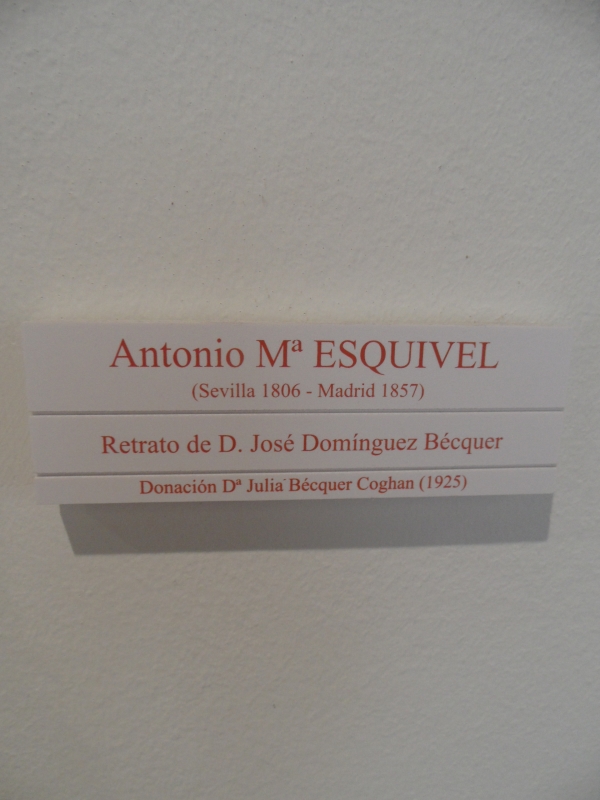 Antonio Mª ESQUIVEL
(Sevilla 1806 - Madrid 1857)
Retrato de D. José Domínguez Bécquer
Donación Dª Julia Bécquer Coghan (1925)